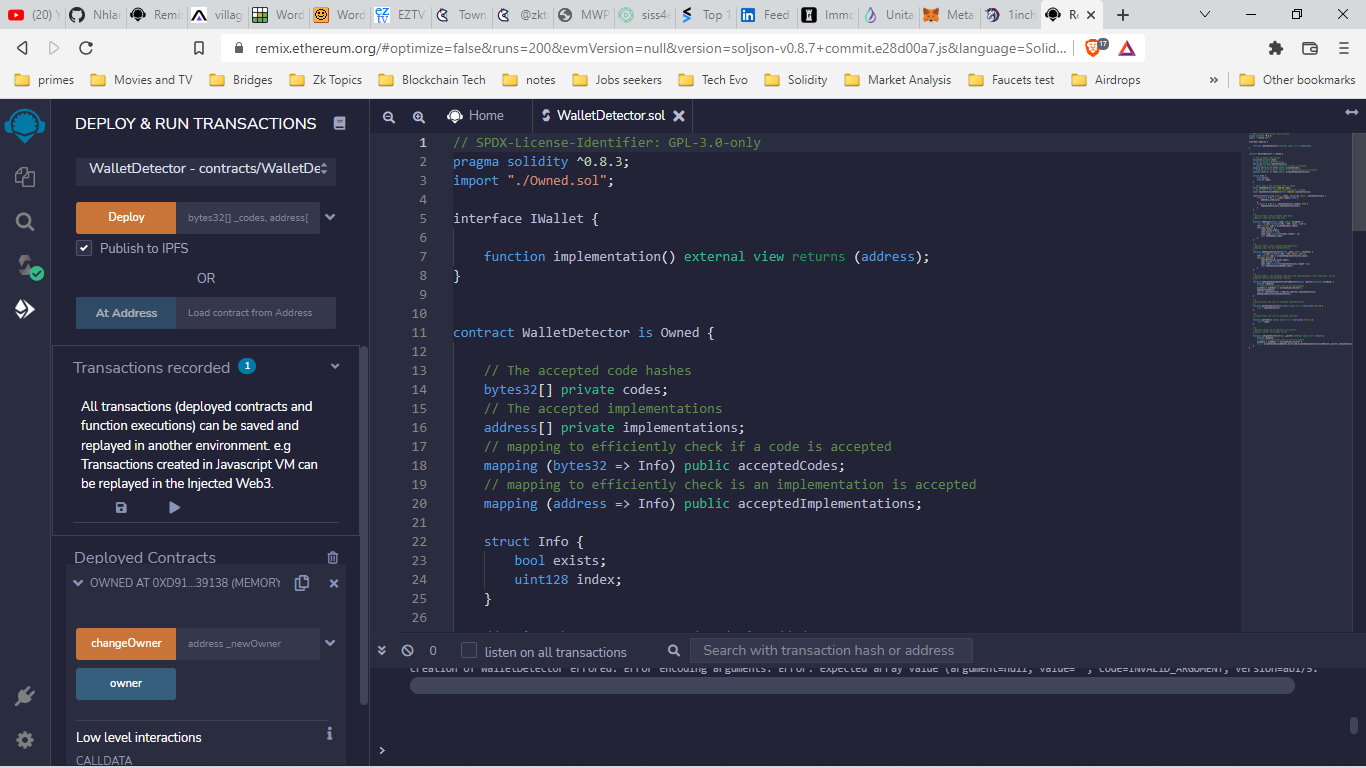 (20) Y
Nhlar
Remix
villag
Word
Word
EZTV
Town
@zkt
MWP
siss4e
Top 1
Feed
Immu
Unita
Meta
1inch
Re
remix.ethereum.org/#optimize=false&runs=200&evmVersion=null&version=soljson-v0.8.7+commit.e28d00a7.js&language=Solid...
17
primes
Movies and TV
Bridges
Zk Topics
Blockchain Tech
notes
Jobs seekers
Tech Evo
Solidity
Market Analysis
Faucets test
Airdrops
»
Other bookmarks
DEPLOY & RUN TRANSACTIONS
WalletDetector - contracts/WalletDe
Deploy
bytes32[] _codes, address[
Publish to IPFS
OR
At Address
Load contract from Address
Transactions recorded 1
All transactions (deployed contracts and
function executions) can be saved and
replayed in another environment. e.g
Transactions created in Javascript VM can
be replayed in the Injected Web3.
Deployed Contracts
OWNED AT 0XD91...39138 (MEMORY
changeOwner
address _newOwner
owner
Low level interactions
CALLDATA
Home
WalletDetector.sol
1 // SPDX-License-Identifier: GPL-3.0-only
2 pragma solidity ^0.8.3;
3 import "./Owned.sol";
4
5 interface IWallet {
6
7 function implementation() external view returns (address);
8 }
9
10
11 contract WalletDetector is Owned {
12
13 // The accepted code hashes
14 bytes32[] private codes;
15 // The accepted implementations
16 address[] private implementations;
17 // mapping to efficiently check if a code is accepted
18 mapping (bytes32 => Info) public acceptedCodes;
19 // mapping to efficiently check is an implementation is accepted
20 mapping (address => Info) public acceptedImplementations;
21
22 struct Info {
23 bool exists;
24 uint128 index;
25 }
26
0
listen on all transactions
Search with transaction hash or address
creation of WalletDetector errored: Error encoding arguments: Error: expected array value (argument=null, value="", code=INVALID_ARGUMENT, version=abi/5.
>